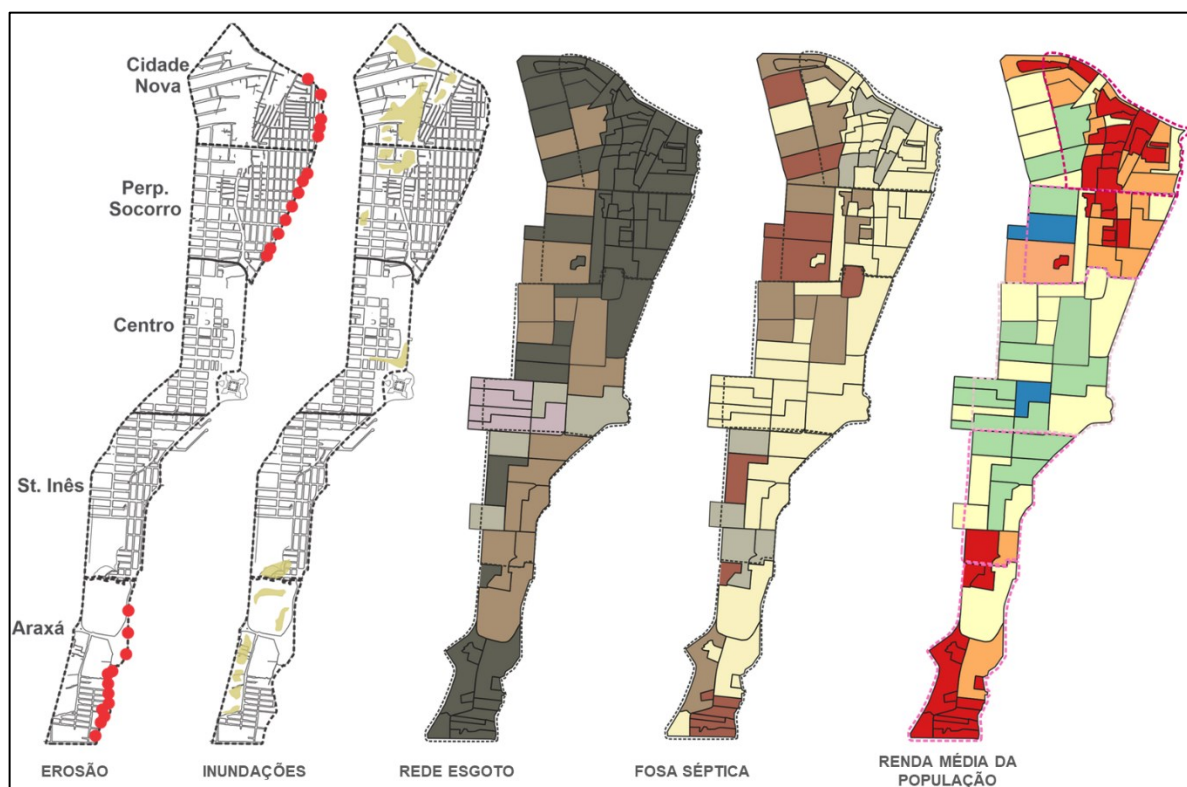 Cidade
Nova
Perp.
Socorro
Centro
St. Inês
Araxá
EROSÃO
INUNDAÇÕES
REDE ESGOTO
FOSA SÉPTICA
RENDA MÉDIA DA
POPULAÇÃO